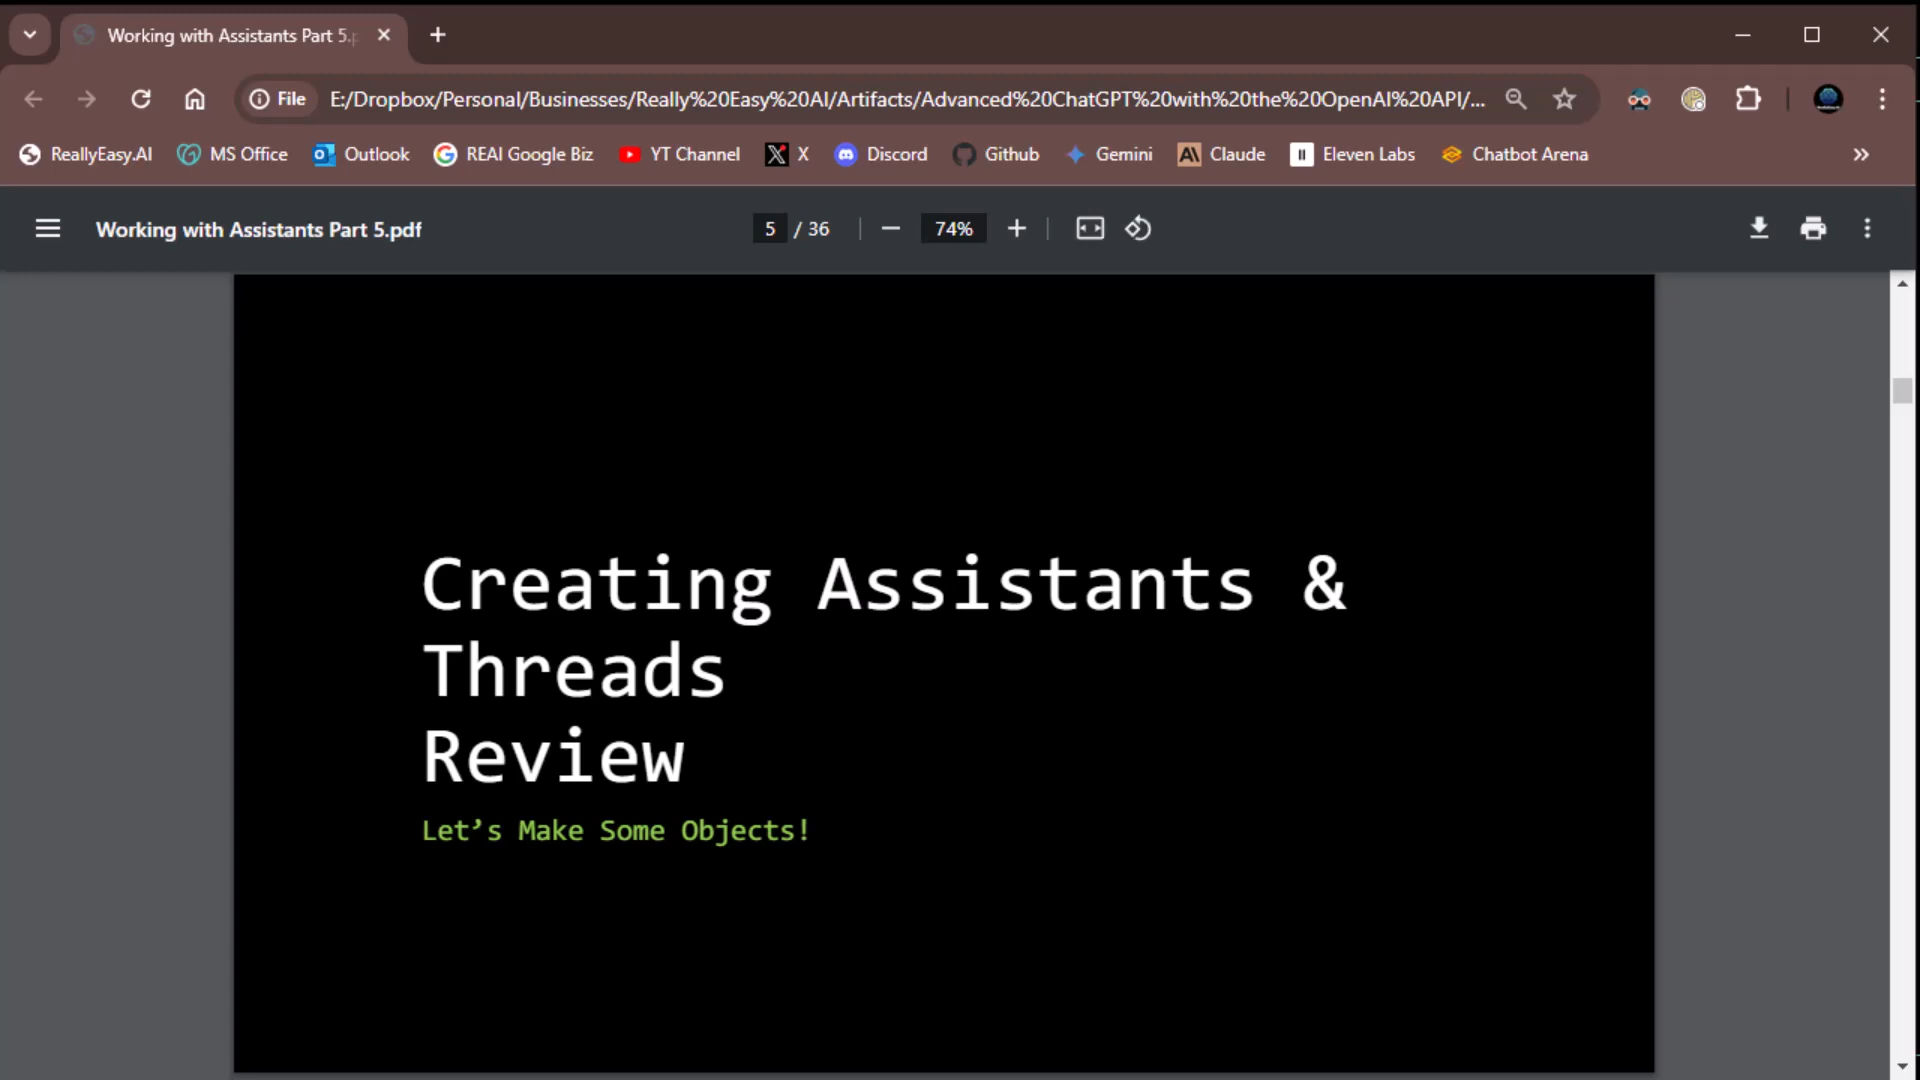 Working with Assistants Part 5.p
File
E:/Dropbox/Personal/Businesses/Really%20Easy%20AI/Artifacts/Advanced%20ChatGPT%20with%20the%20OpenAI%20API/...
ReallyEasy.AI MS Office Outlook REAI Google Biz YT Channel X Discord Github Gemini Claude Eleven Labs Chatbot Arena
Working with Assistants Part 5.pdf 5 / 36 74%
Creating Assistants &
Threads
Review
Let’s Make Some Objects!